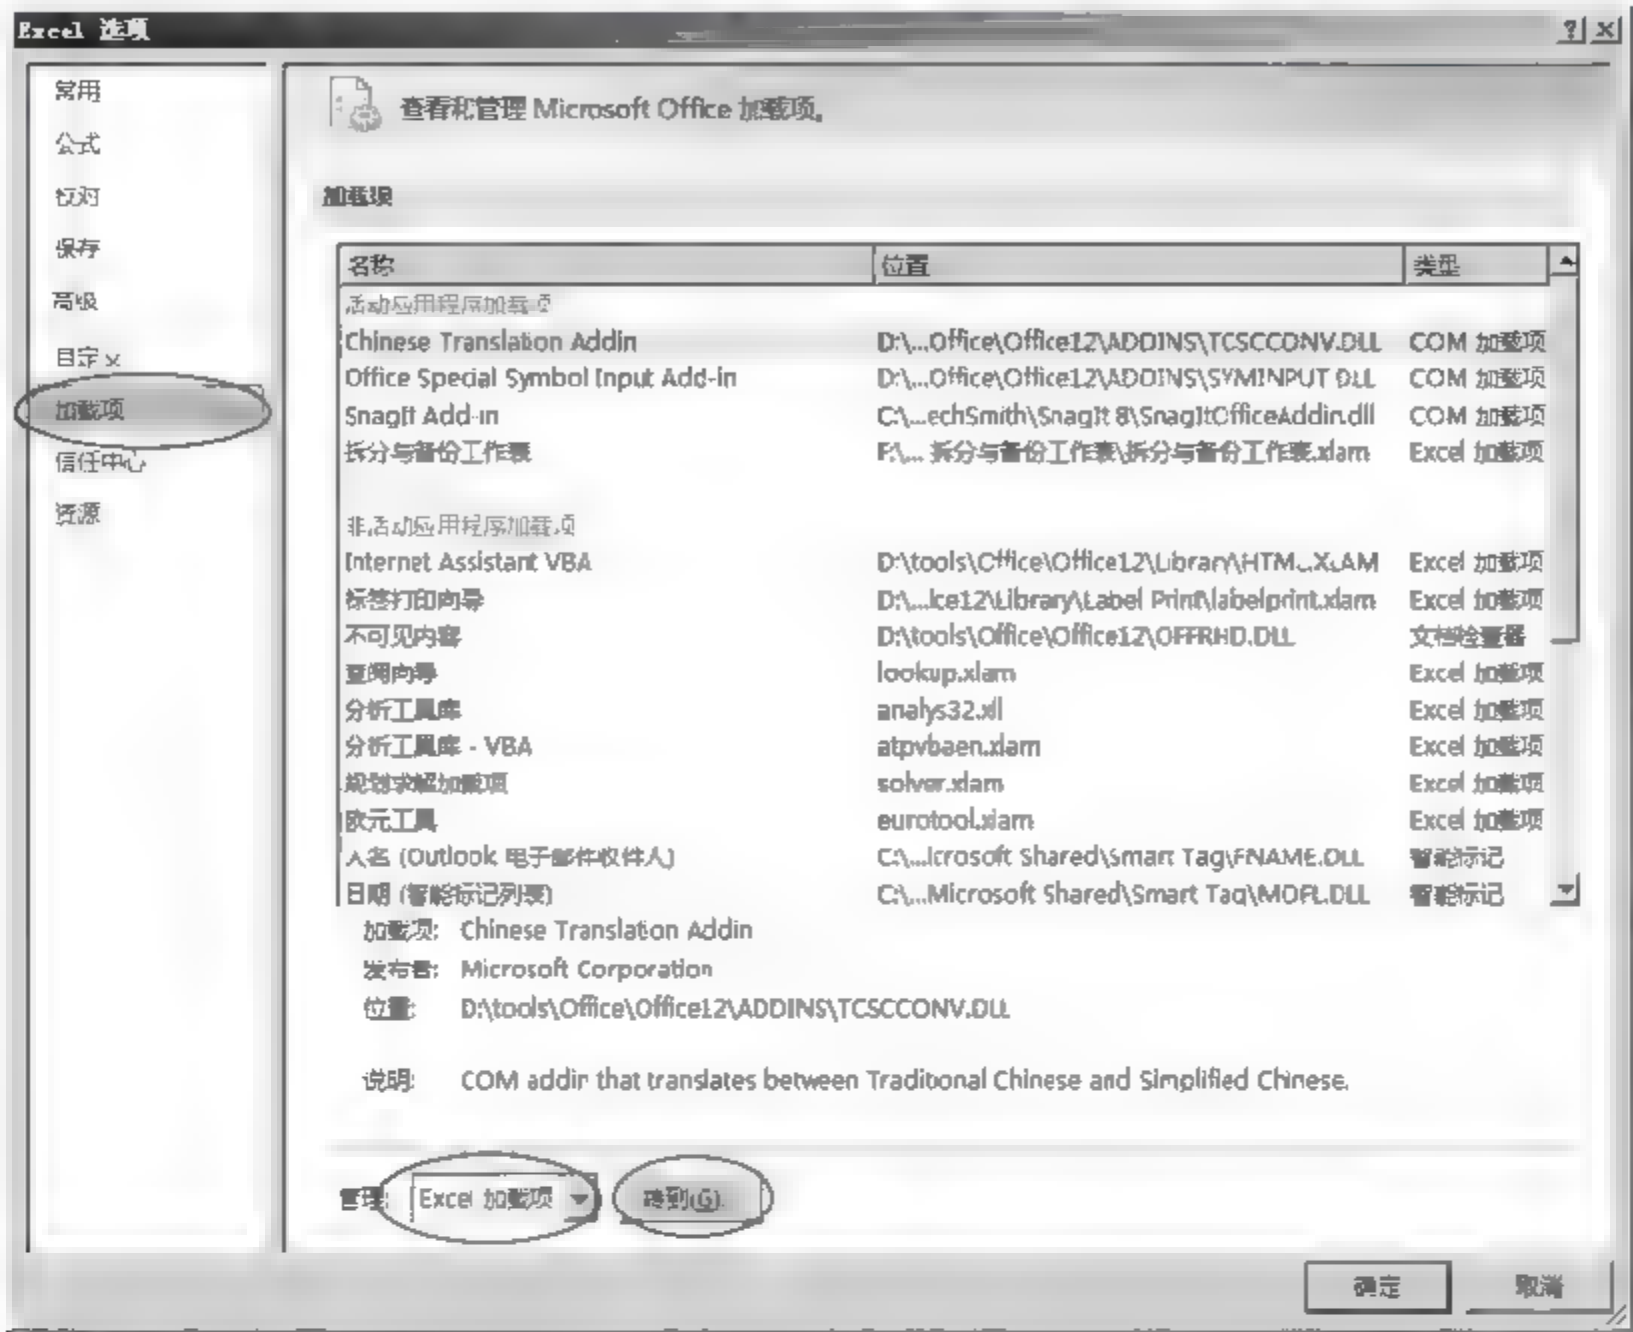 Excel 选项
常用
公式
校对
保存
高级
自定义
加载项
信任中心
资源
查看和管理 Microsoft Office 加载项。
加载项
名称 位置 类型
活动应用程序加载项
Chinese Translation Addin D:\...Office\Office12\ADDINS\TCSCCONV.DLL COM 加载项
Office Special Symbol Input Add-in D:\...Office\Office12\ADDINS\SYMINPUT.DLL COM 加载项
SnagIt Add-in C:\...echSmith\SnagIt 8\SnagItOfficeAddin.dll COM 加载项
拆分与备份工作表 F:\... 拆分与备份工作表\拆分与备份工作表.xlam Excel 加载项
非活动应用程序加载项
Internet Assistant VBA D:\tools\Office\Office12\Library\HTML.XLAM Excel 加载项
标签打印向导 D:\...ice12\Library\Label Print\labelprint.xlam Excel 加载项
不可见内容 D:\tools\Office\Office12\OFFRHD.DLL 文档检查器
查阅向导 lookup.xlam Excel 加载项
分析工具库 analys32.xll Excel 加载项
分析工具库 - VBA atpvbaen.xlam Excel 加载项
规划求解加载项 solver.xlam Excel 加载项
欧元工具 eurotool.xlam Excel 加载项
人名 (Outlook 电子邮件收件人) C:\...icrosoft Shared\Smart Tag\FNAME.DLL 智能标记
日期 (智能标记列表) C:\...Microsoft Shared\Smart Tag\MOFL.DLL 智能标记
加载项: Chinese Translation Addin
发布者: Microsoft Corporation
位置: D:\tools\Office\Office12\ADDINS\TCSCCONV.DLL
说明: COM addin that translates between Traditional Chinese and Simplified Chinese.
管理: Excel 加载项 转到(G)...
确定 取消